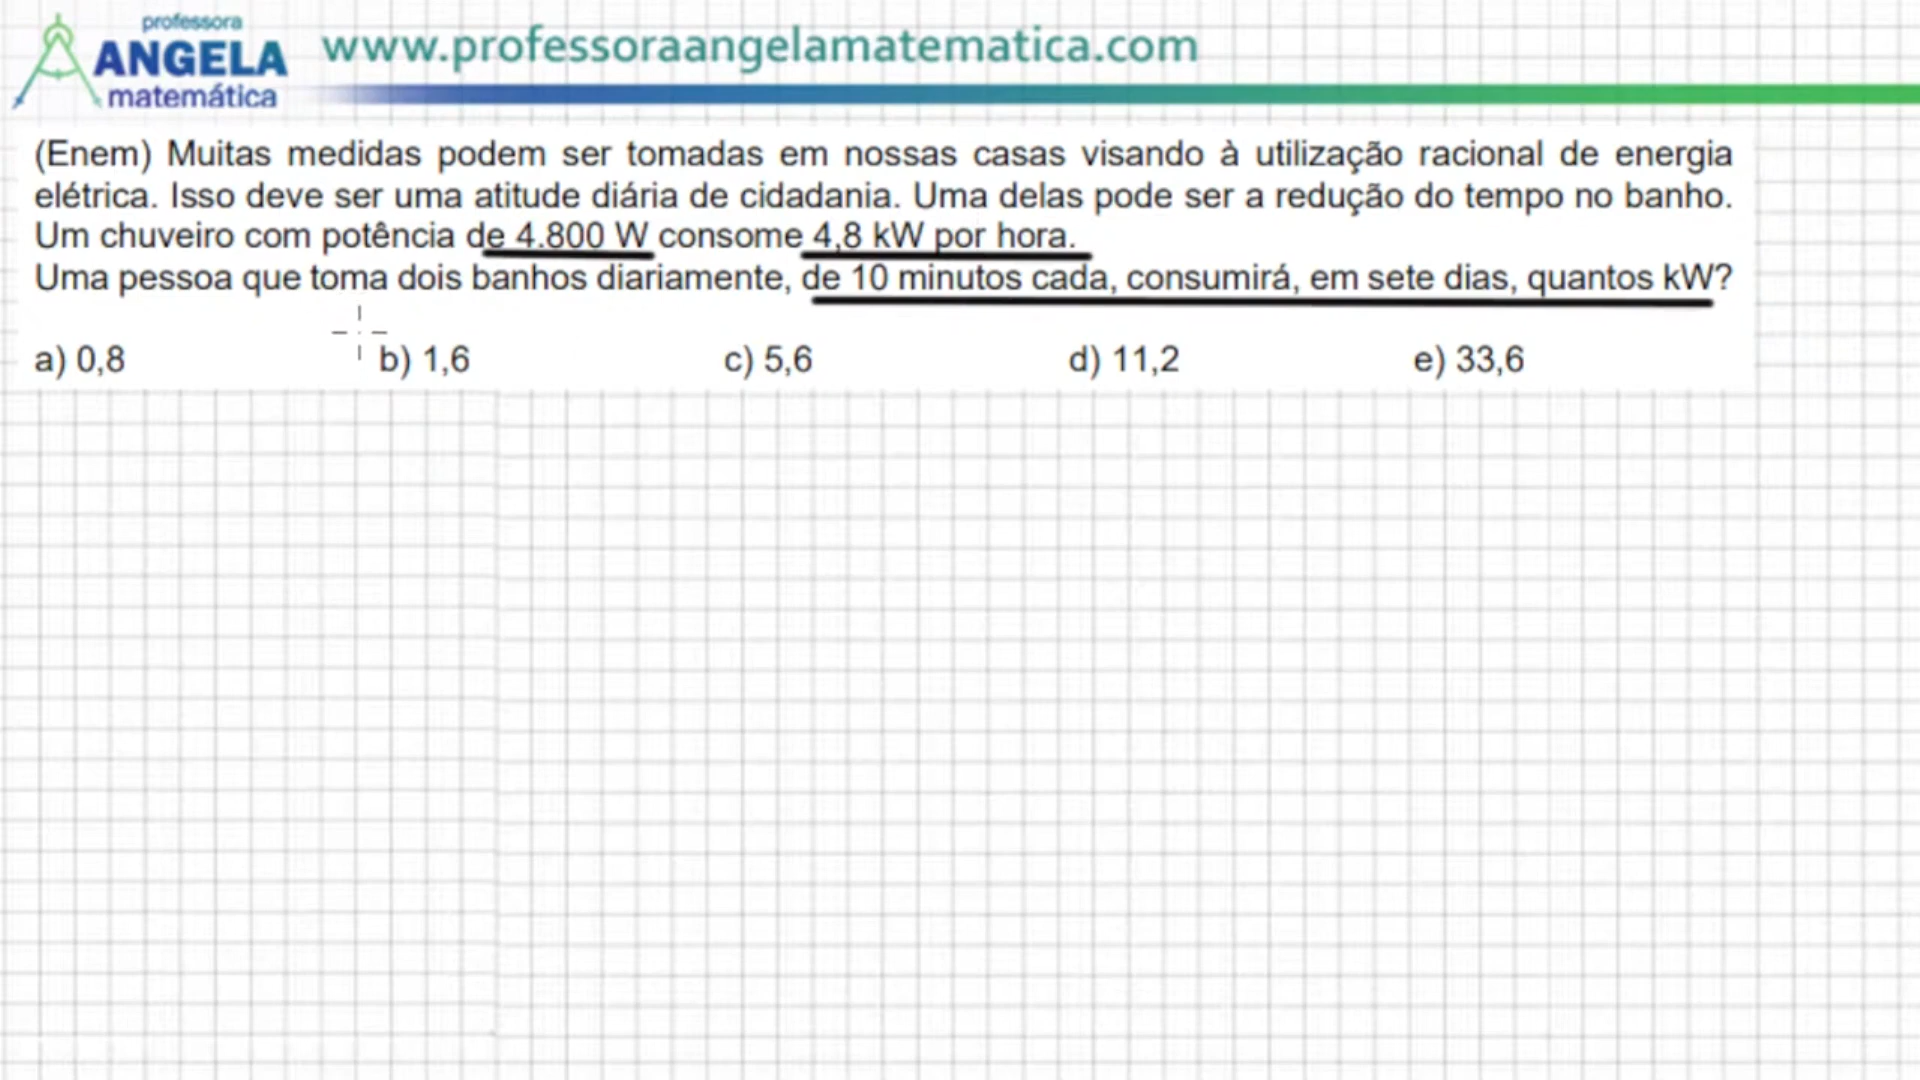 professora
ANGELA
matemática
www.professoraangelamatematica.com
(Enem) Muitas medidas podem ser tomadas em nossas casas visando à utilização racional de energia
elétrica. Isso deve ser uma atitude diária de cidadania. Uma delas pode ser a redução do tempo no banho.
Um chuveiro com potência de 4.800 W consome 4,8 kW por hora.
Uma pessoa que toma dois banhos diariamente, de 10 minutos cada, consumirá, em sete dias, quantos kW?
a) 0,8 b) 1,6 c) 5,6 d) 11,2 e) 33,6